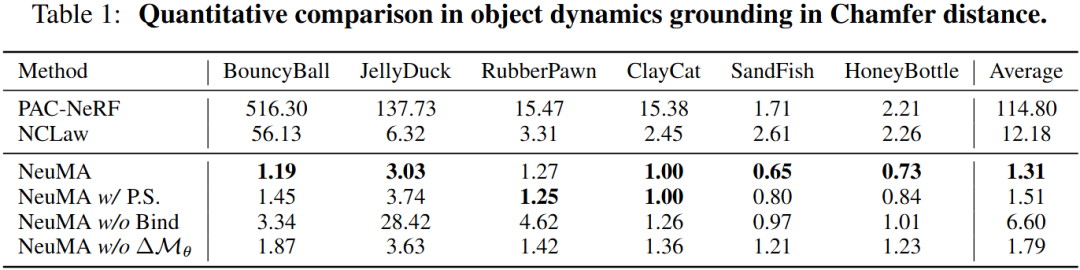 Table 1: Quantitative comparison in object dynamics grounding in Chamfer distance.
Method BouncyBall JellyDuck RubberPawn ClayCat SandFish HoneyBottle Average
PAC-NeRF 516.30 137.73 15.47 15.38 1.71 2.21 114.80
NCLaw 56.13 6.32 3.31 2.45 2.61 2.26 12.18
NeuMA 1.19 3.03 1.27 1.00 0.65 0.73 1.31
NeuMA w/ P.S. 1.45 3.74 1.25 1.00 0.80 0.84 1.51
NeuMA w/o Bind 3.34 28.42 4.62 1.26 0.97 1.01 6.60
NeuMA w/o Δℳθ 1.87 3.63 1.42 1.36 1.21 1.23 1.79